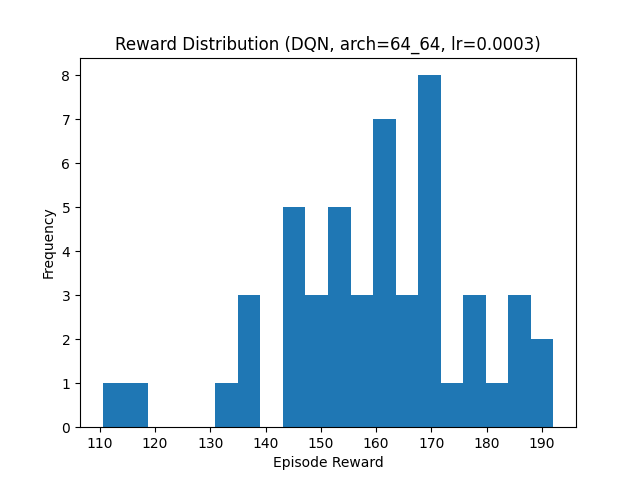 Reward Distribution (DQN, arch=64_64, lr=0.0003)
8
7
6
5
4
3
2
1
0
Frequency
110 120 130 140 150 160 170 180 190
Episode Reward